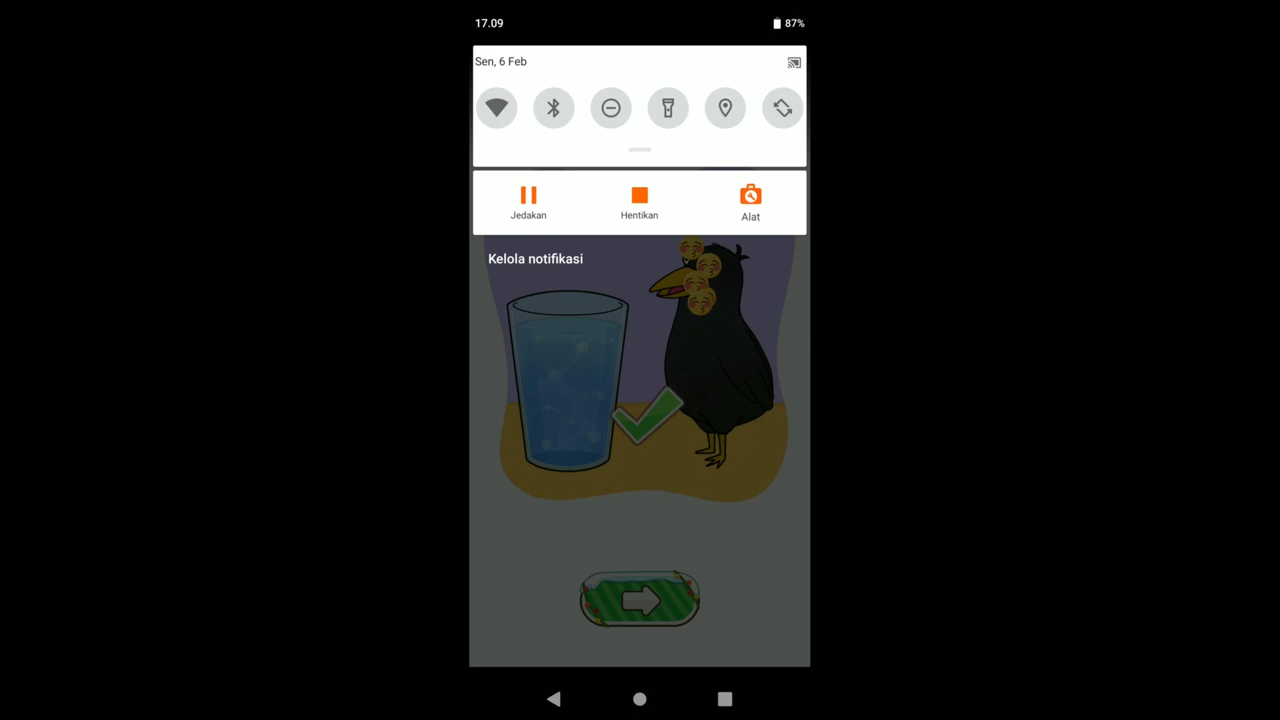 17.09
87%
Sen, 6 Feb
Jedakan
Hentikan
Alat
Kelola notifikasi